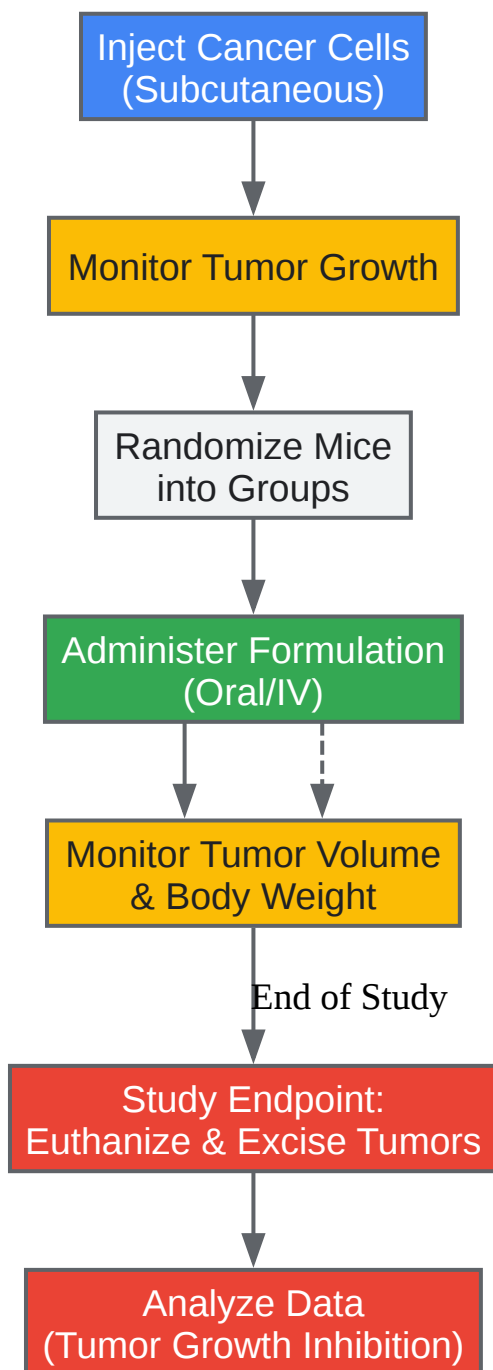 Inject Cancer Cells
(Subcutaneous)
Monitor Tumor Growth
Randomize Mice
into Groups
Administer Formulation
(Oral/IV)
Monitor Tumor Volume
& Body Weight
End of Study
Study Endpoint:
Euthanize & Excise Tumors
Analyze Data
(Tumor Growth Inhibition)